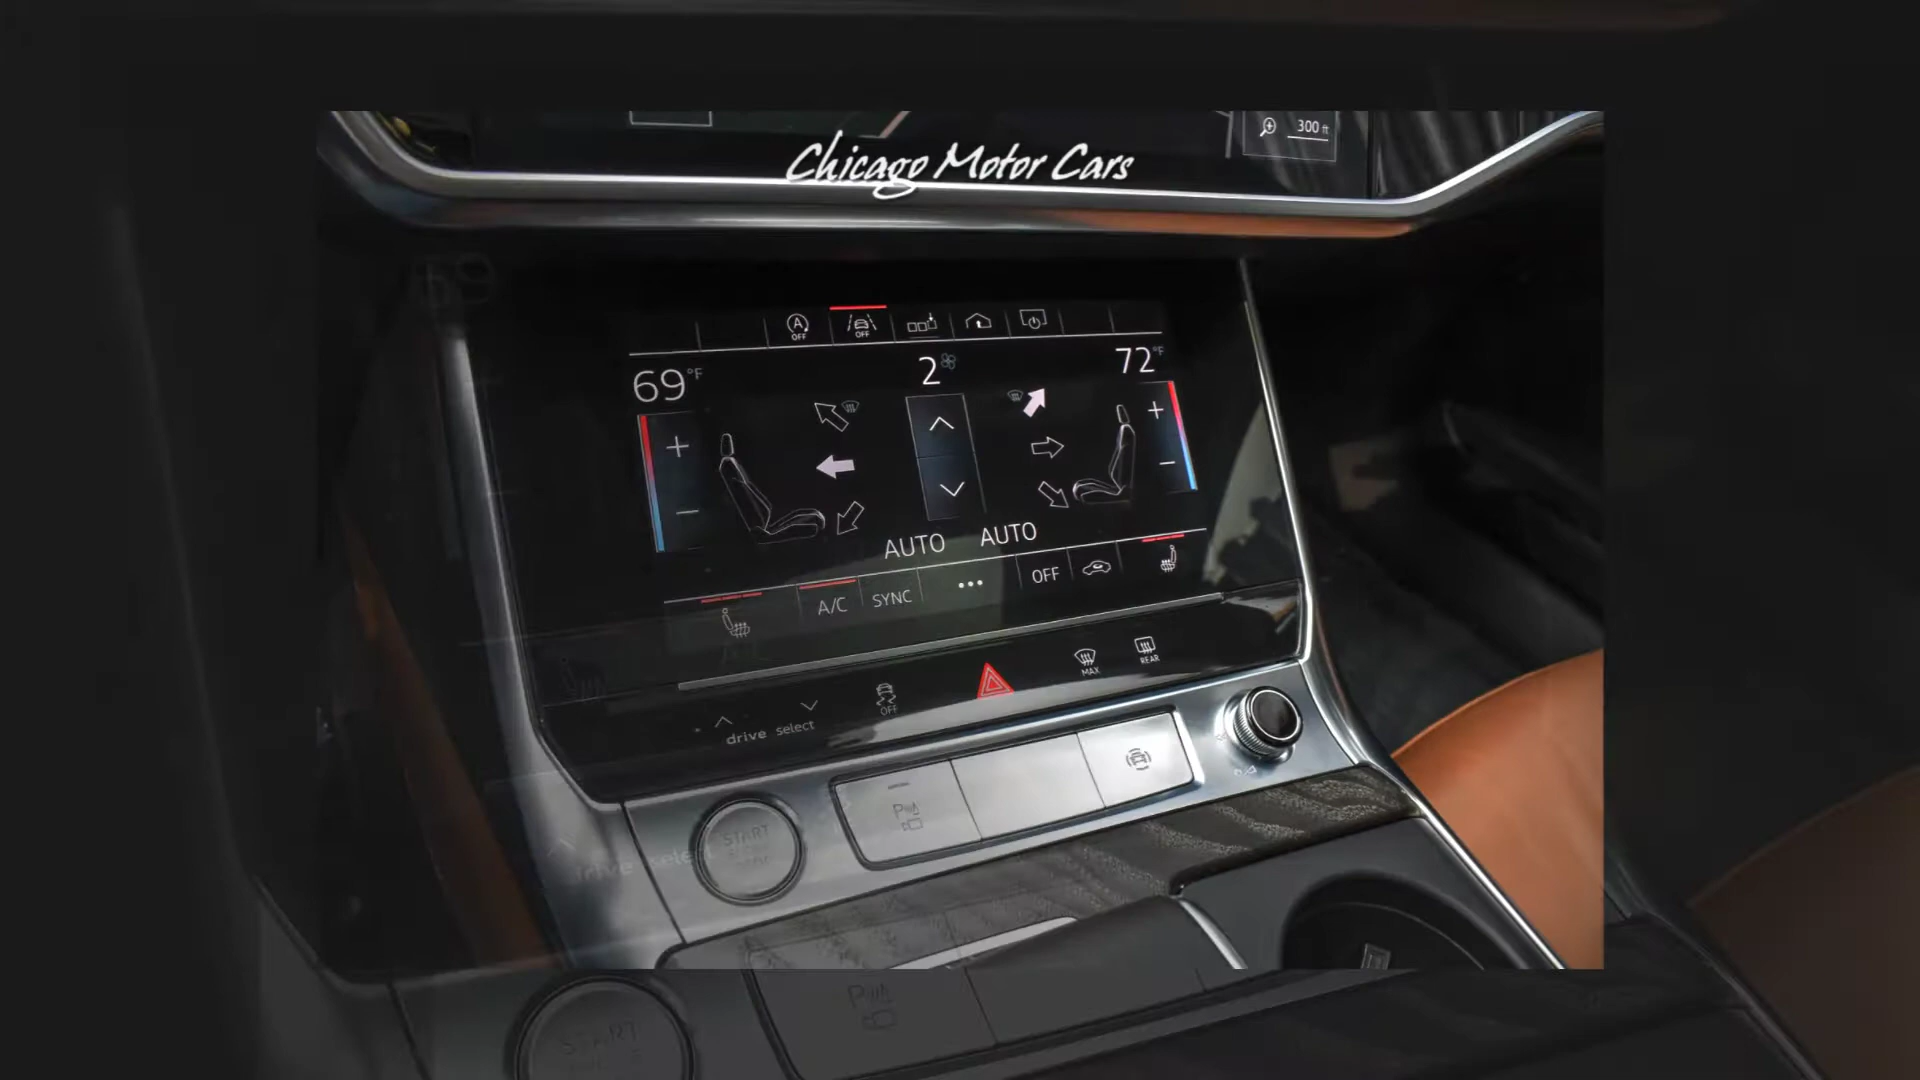 300 ft
Chicago Motor Cars
A OFF
OFF
69 °F
2
72 °F
+
+
−
−
AUTO AUTO
A/C SYNC ••• OFF
MAX
REAR
OFF
drive select
START
P